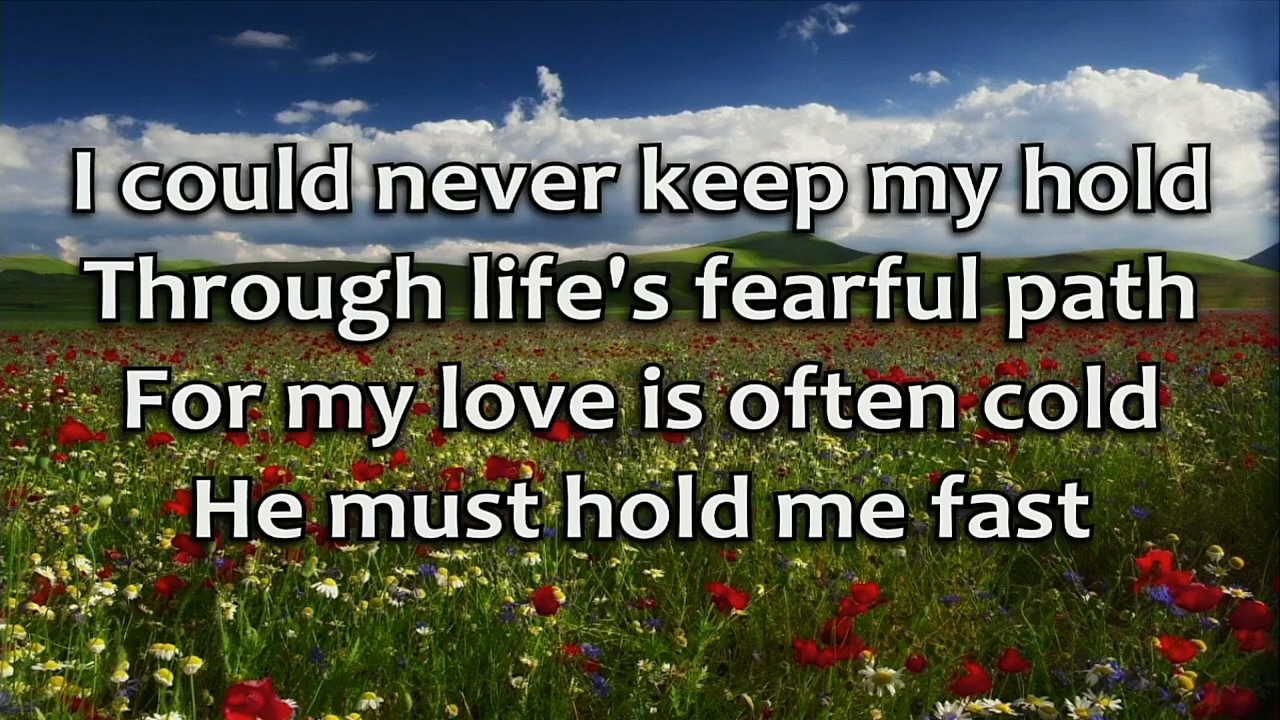 I could never keep my hold
Through life's fearful path
For my love is often cold
He must hold me fast